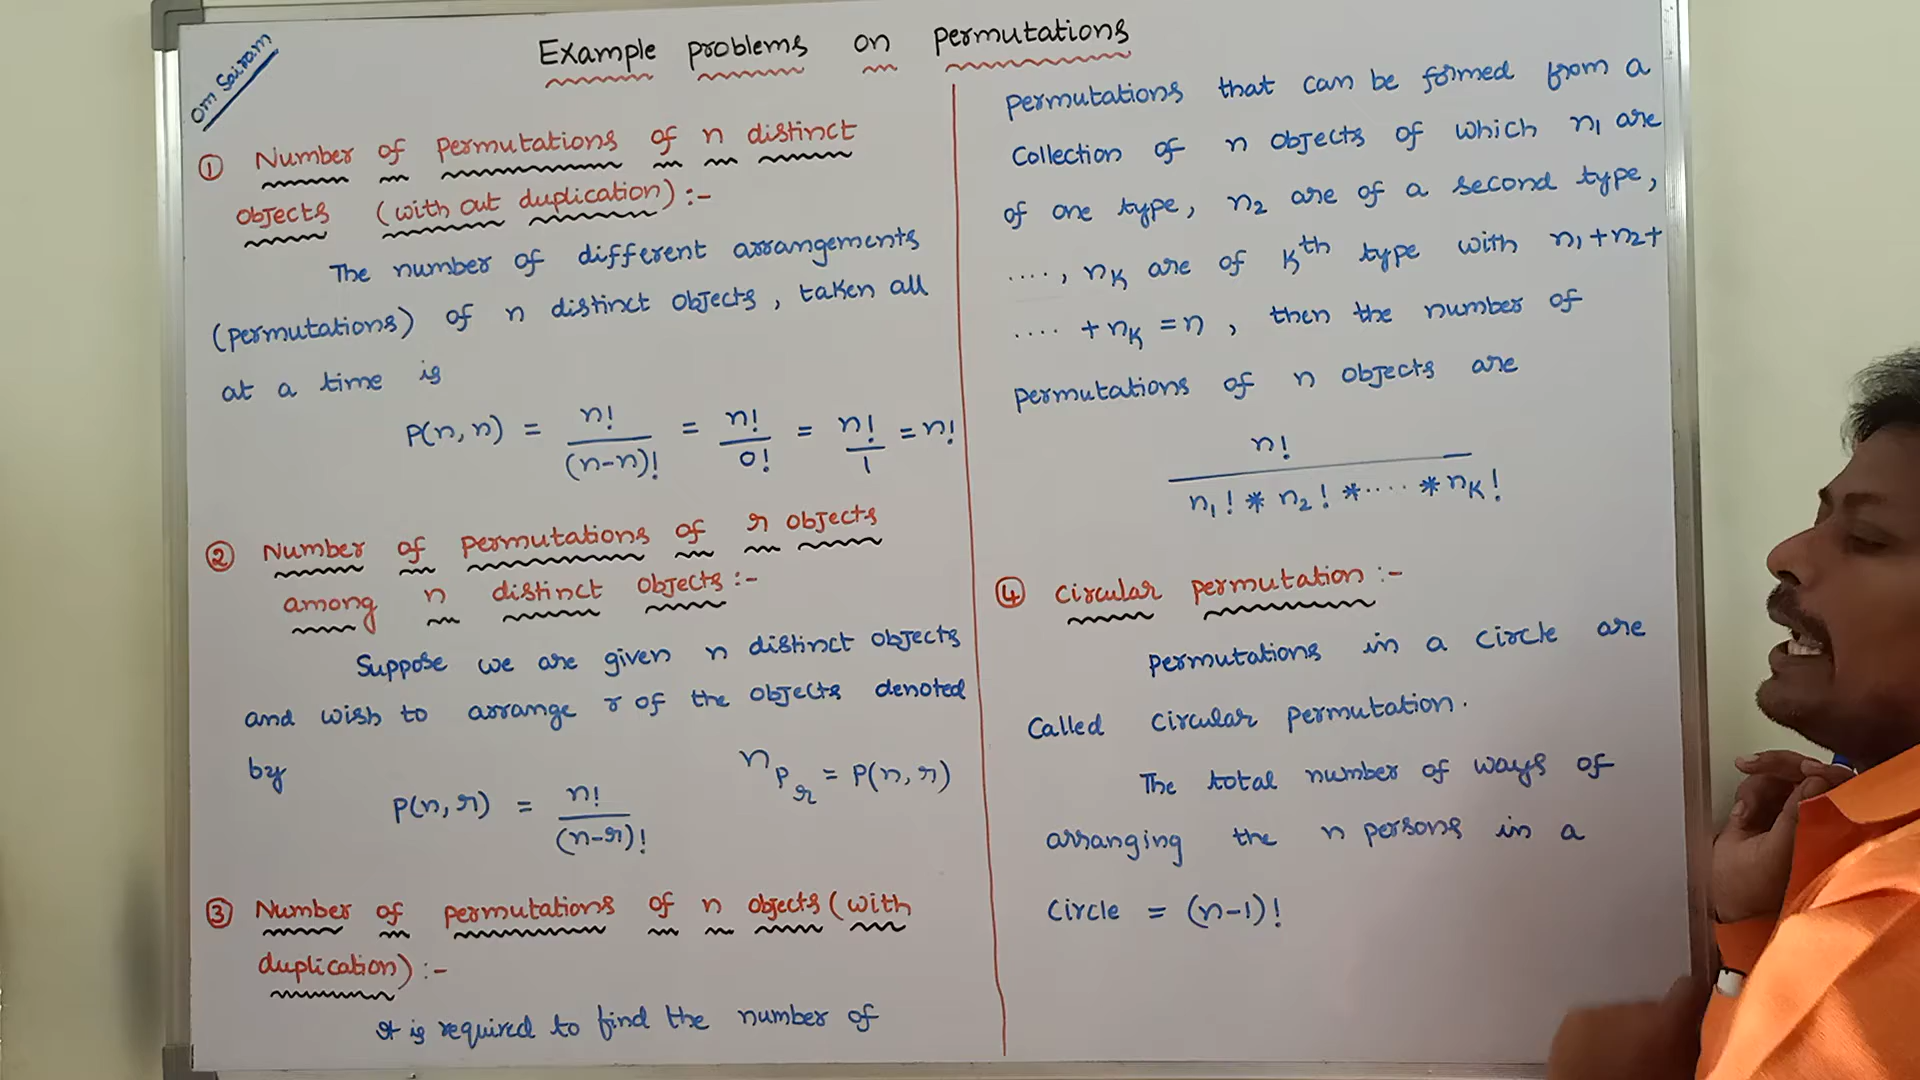 Om Sairam
Example problems on permutations
① Number of permutations of n distinct
objects (with out duplication) :-
The number of different arrangements
(permutations) of n distinct objects, taken all
at a time is
P(n, n) = n!/(n-n)! = n!/0! = n!/1 = n!
② Number of permutations of r objects
among n distinct objects :-
Suppose we are given n distinct objects
and wish to arrange r of the objects denoted
by nPr = P(n, r)
P(n, r) = n!/(n-r)!
③ Number of permutations of n objects (with
duplication) :-
It is required to find the number of
permutations that can be formed from a
collection of n objects of which n₁ are
of one type, n₂ are of a second type,
...., nK are of Kth type with n₁+n₂+
.... + nK = n, then the number of
permutations of n objects are
n!/n₁! * n₂! * .... * nK!
④ Circular permutation :-
permutations in a circle are
Called circular permutation.
The total number of ways of
arranging the n persons in a
Circle = (n-1)!